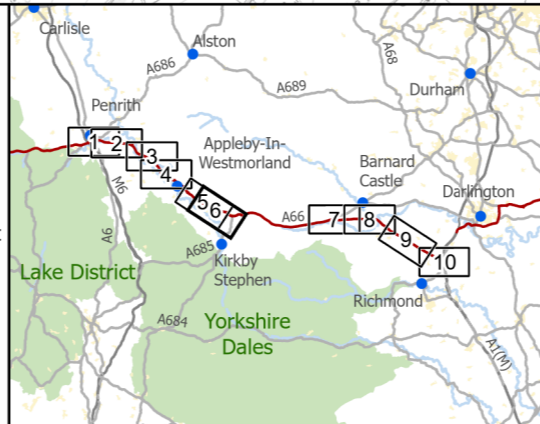 Carlisle
Alston
A686
A689
A68
Durham
Penrith
1
2
3
4
5
6
Appleby-In-
Westmorland
Barnard
Castle
Darlington
M6
A66
7
8
9
10
A6
A685
Kirkby
Stephen
Lake District
Richmond
A684
Yorkshire
Dales
A1(M)